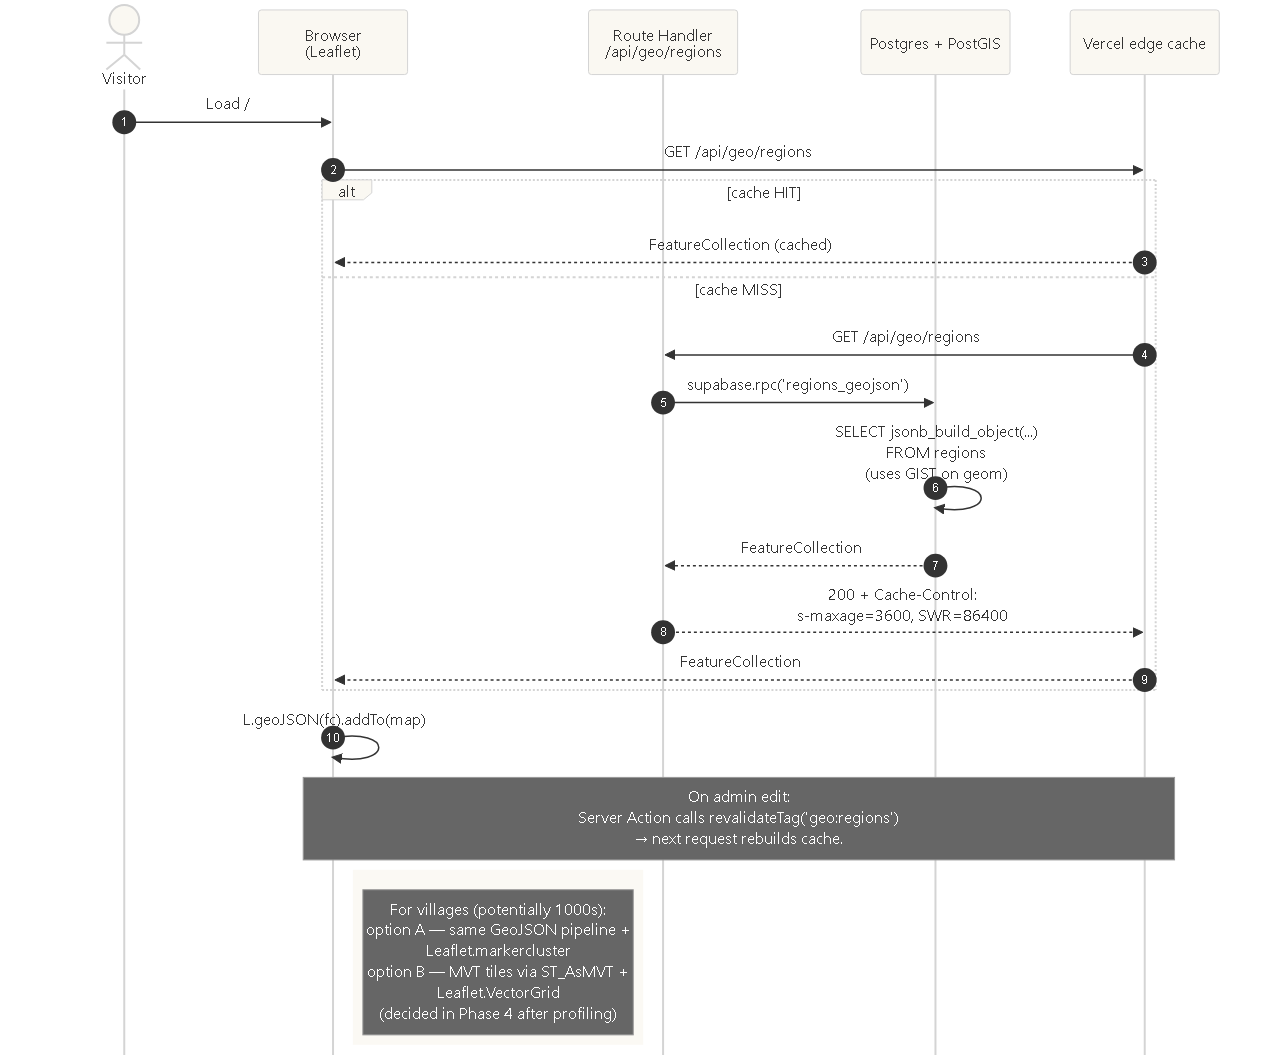 Visitor
Browser
(Leaflet)
Route Handler
/api/geo/regions
Postgres + PostGIS
Vercel edge cache
Load /
1
GET /api/geo/regions
2
alt
[cache HIT]
FeatureCollection (cached)
3
[cache MISS]
GET /api/geo/regions
4
supabase.rpc('regions_geojson')
5
SELECT jsonb_build_object(...)
FROM regions
(uses GIST on geom)
6
FeatureCollection
7
200 + Cache-Control:
s-maxage=3600, SWR=86400
8
FeatureCollection
9
L.geoJSON(fc).addTo(map)
10
On admin edit:
Server Action calls revalidateTag('geo:regions')
→ next request rebuilds cache.
For villages (potentially 1000s):
option A — same GeoJSON pipeline +
Leaflet.markercluster
option B — MVT tiles via ST_AsMVT +
Leaflet.VectorGrid
(decided in Phase 4 after profiling)